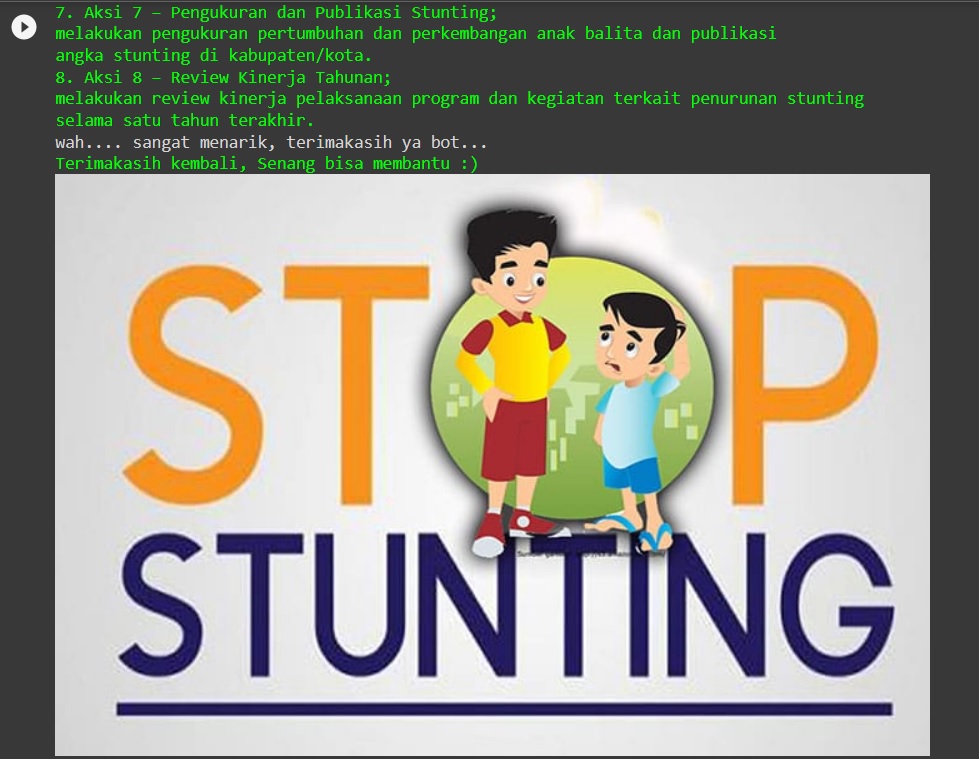 7. Aksi 7 – Pengukuran dan Publikasi Stunting;
melakukan pengukuran pertumbuhan dan perkembangan anak balita dan publikasi
angka stunting di kabupaten/kota.
8. Aksi 8 – Review Kinerja Tahunan;
melakukan review kinerja pelaksanaan program dan kegiatan terkait penurunan stunting
selama satu tahun terakhir.
wah.... sangat menarik, terimakasih ya bot...
Terimakasih kembali, Senang bisa membantu :)
STOP
STUNTING